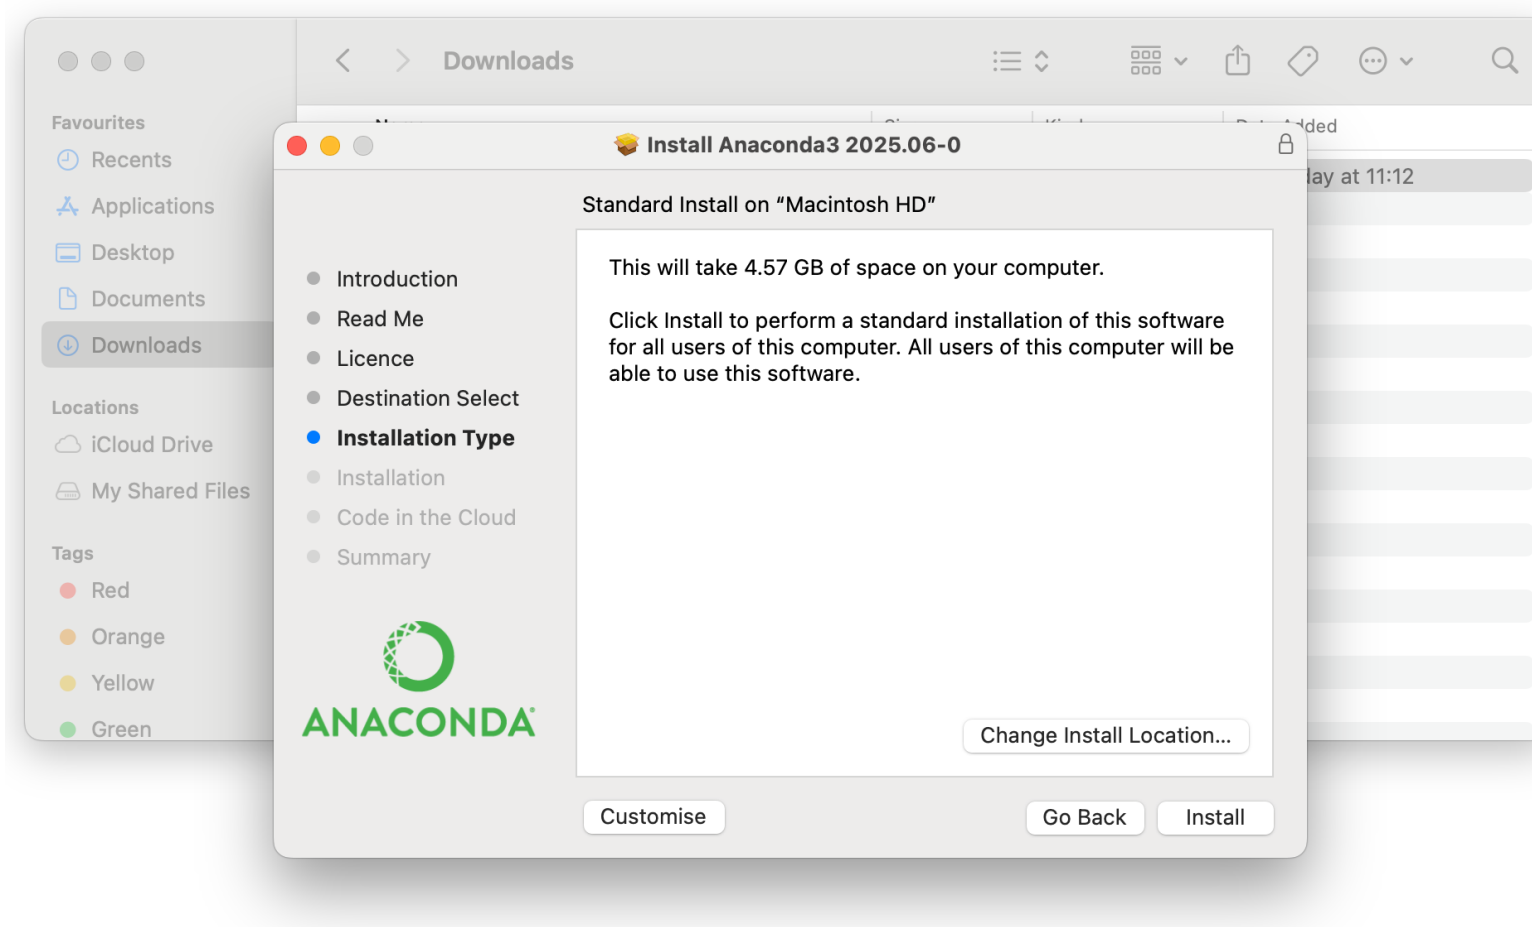 Downloads
Favourites
Recents
Applications
Desktop
Documents
Downloads
Locations
iCloud Drive
My Shared Files
Tags
Red
Orange
Yellow
Green
Added
at 11:12
Install Anaconda3 2025.06-0
Standard Install on “Macintosh HD”
Introduction
Read Me
Licence
Destination Select
Installation Type
Installation
Code in the Cloud
Summary
ANACONDA
This will take 4.57 GB of space on your computer.
Click Install to perform a standard installation of this software
for all users of this computer. All users of this computer will be
able to use this software.
Change Install Location...
Customise
Go Back
Install